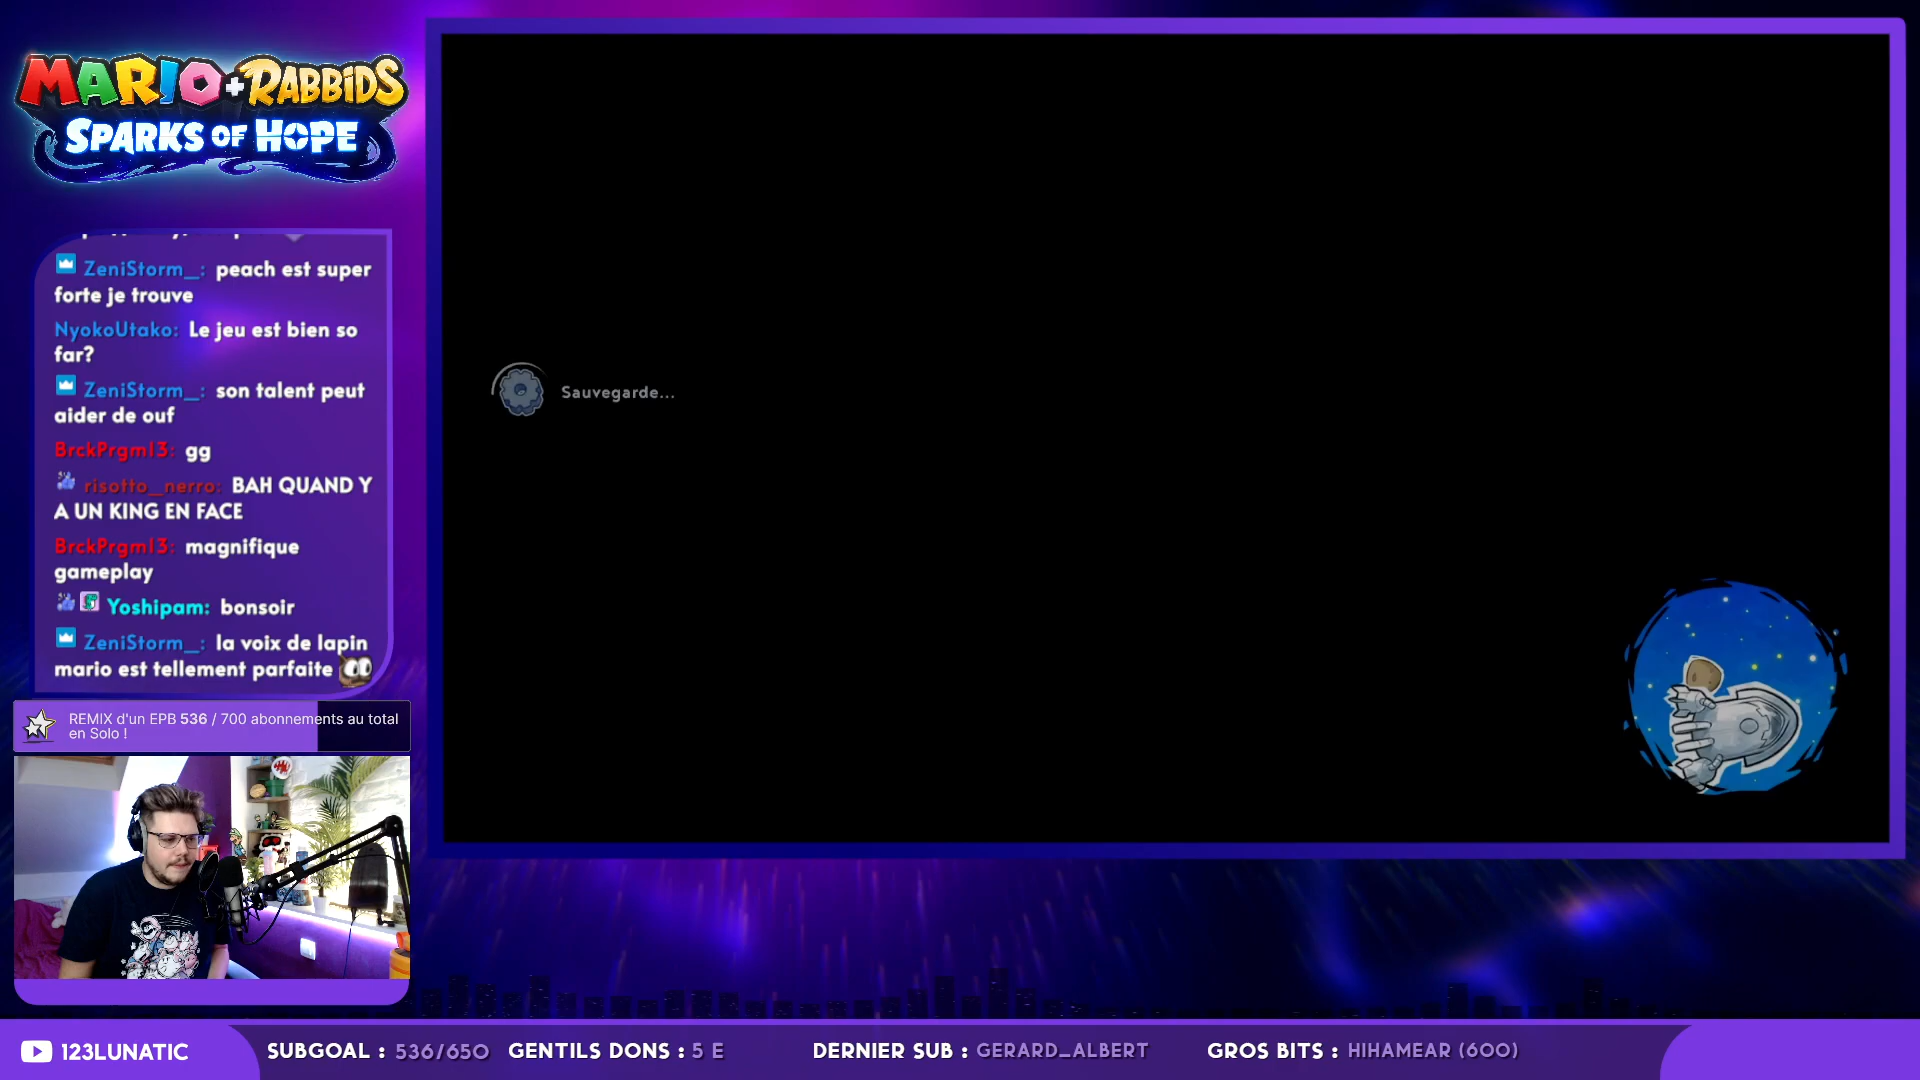 MARIO + RABBIDS
SPARKS OF HOPE
ZeniStorm_: peach est super
forte je trouve
NyokoUtako: Le jeu est bien so
far?
ZeniStorm_: son talent peut
aider de ouf
BrckPrgm13: gg
risotto_nerro: BAH QUAND Y
A UN KING EN FACE
BrckPrgm13: magnifique
gameplay
Yoshipam: bonsoir
ZeniStorm_: la voix de lapin
mario est tellement parfaite
REMIX d'un EPB 536 / 700 abonnements au total
en Solo !
Sauvegarde...
123LUNATIC
SUBGOAL : 536/650
GENTILS DONS : 5 E
DERNIER SUB : GERARD_ALBERT
GROS BITS : HIHAMEAR (600)